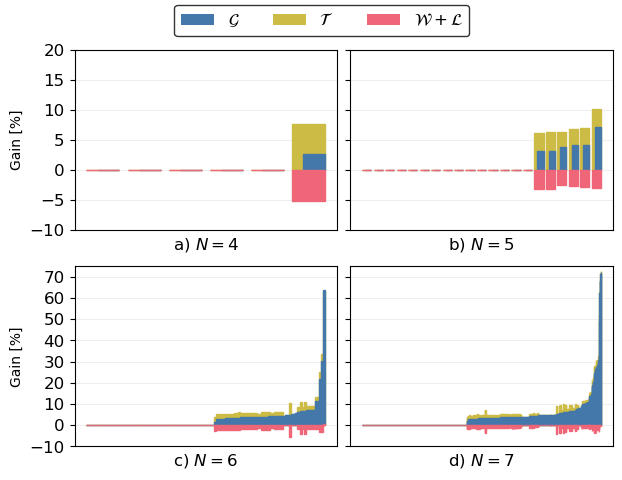 𝒢 𝒯 𝒲 + ℒ
Gain [%]
20
15
10
5
0
−5
−10
a) N = 4
b) N = 5
Gain [%]
70
60
50
40
30
20
10
0
−10
c) N = 6
d) N = 7